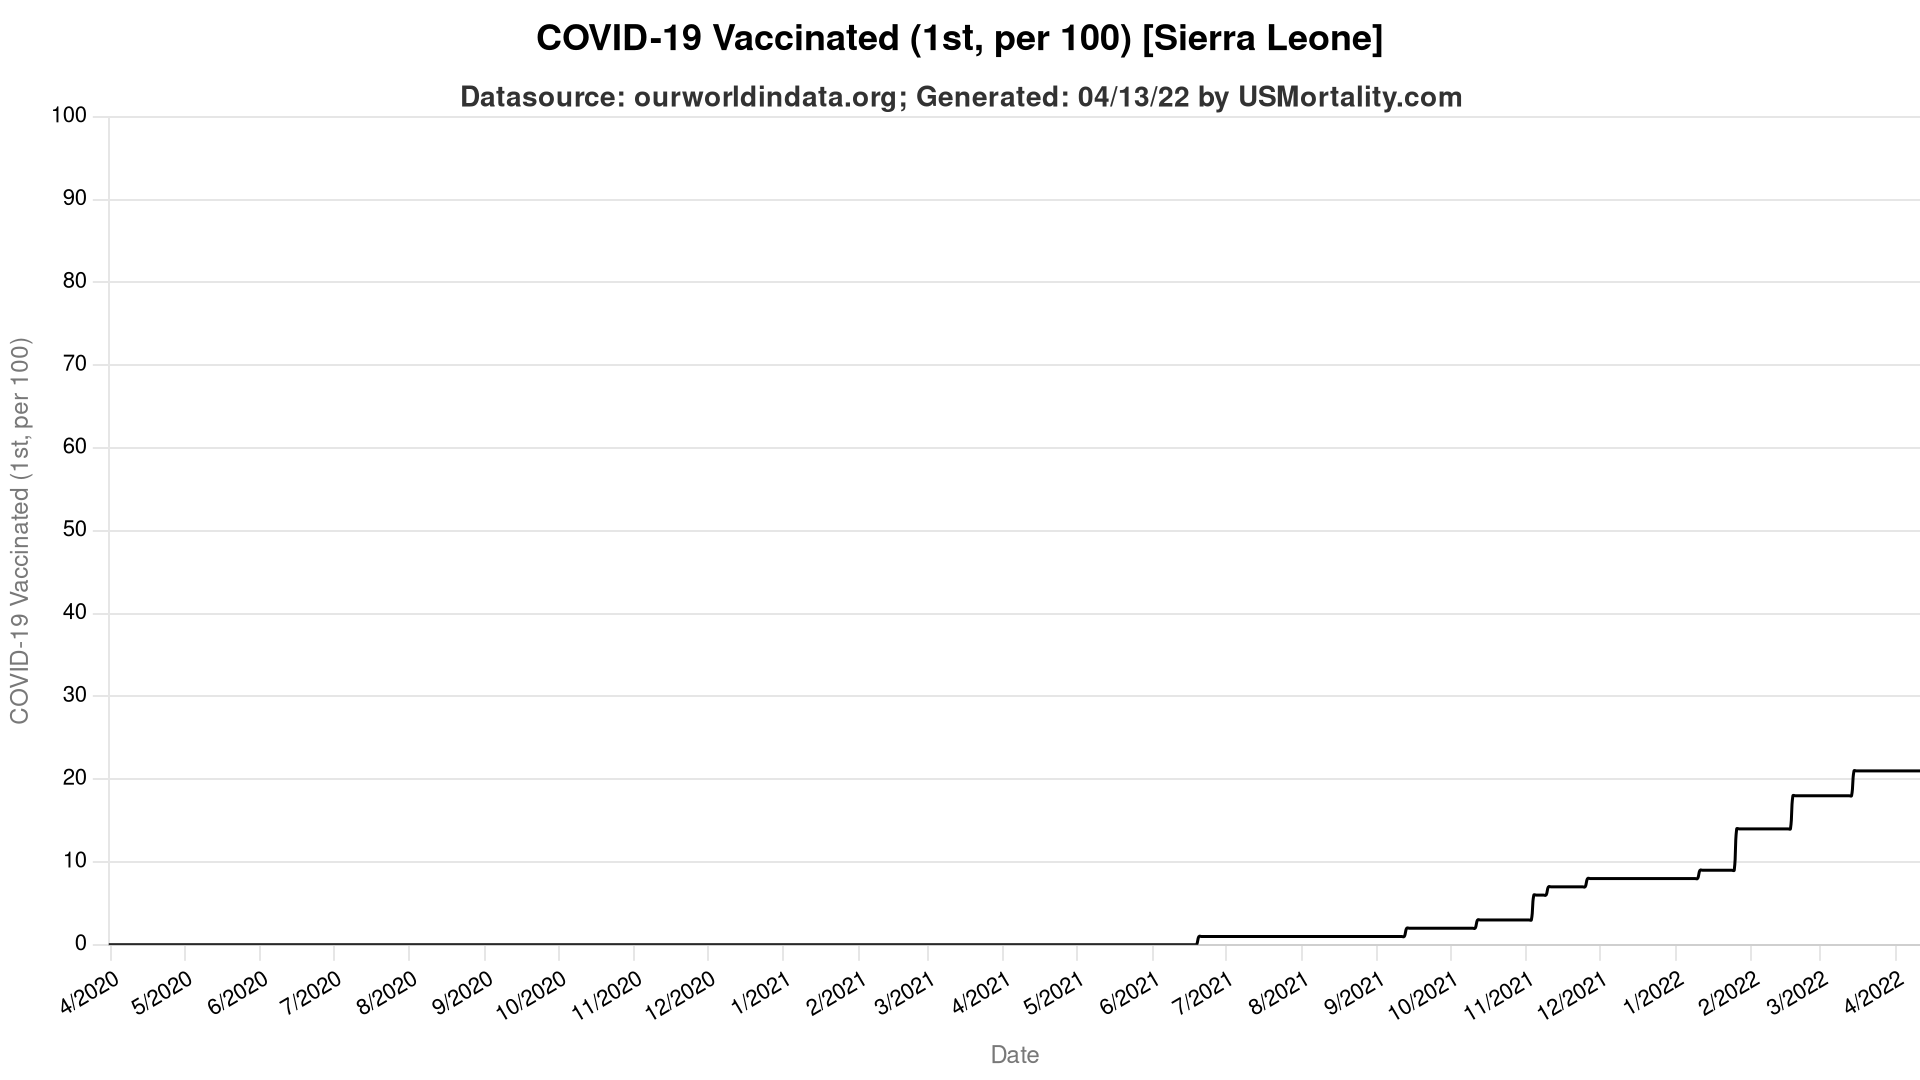 COVID-19 Vaccinated (1st, per 100) [Sierra Leone]
Datasource: ourworldindata.org; Generated: 04/13/22 by USMortality.com
COVID-19 Vaccinated (1st, per 100)
100
90
80
70
60
50
40
30
20
10
0
4/2020 5/2020 6/2020 7/2020 8/2020 9/2020 10/2020 11/2020 12/2020 1/2021 2/2021 3/2021 4/2021 5/2021 6/2021 7/2021 8/2021 9/2021 10/2021 11/2021 12/2021 1/2022 2/2022 3/2022 4/2022
Date